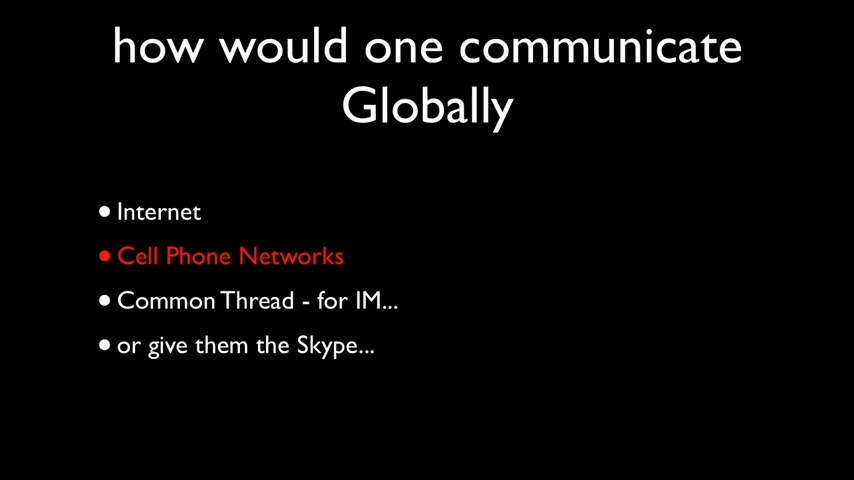 how would one communicate
Globally
• Internet
• Cell Phone Networks
• Common Thread - for IM...
• or give them the Skype...